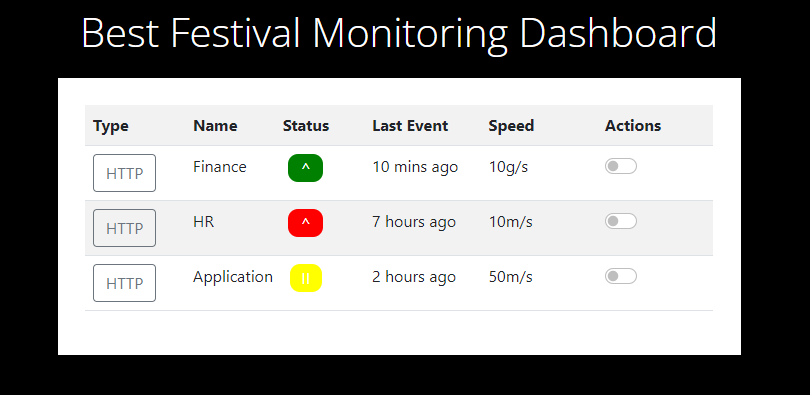 Best Festival Monitoring Dashboard
Type Name Status Last Event Speed Actions
HTTP Finance ^ 10 mins ago 10g/s
HTTP HR ^ 7 hours ago 10m/s
HTTP Application || 2 hours ago 50m/s